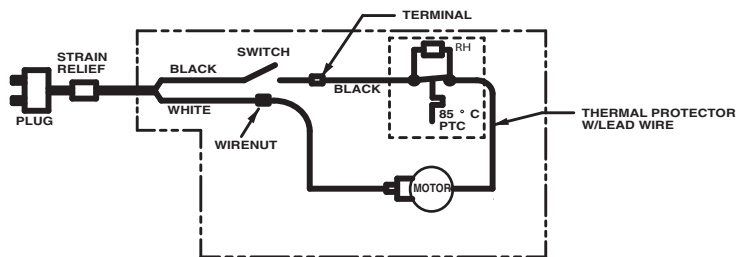 TERMINAL
STRAIN
RELIEF
SWITCH
RH
BLACK
BLACK
WHITE
PLUG
WIRENUT
85 ° C
PTC
THERMAL PROTECTOR
W/LEAD WIRE
MOTOR